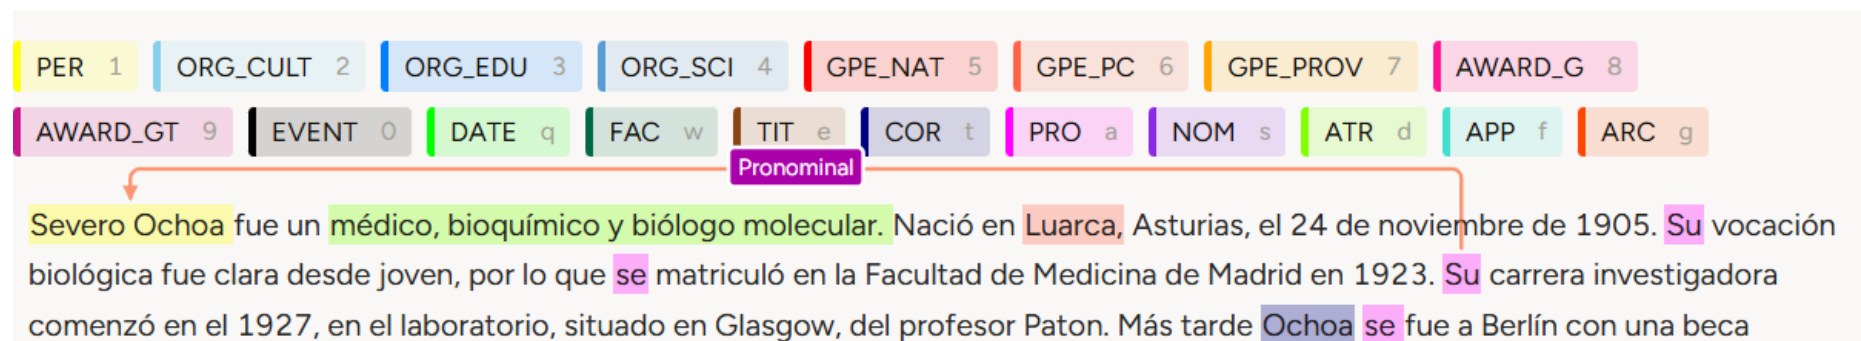 PER 1 ORG_CULT 2 ORG_EDU 3 ORG_SCI 4 GPE_NAT 5 GPE_PC 6 GPE_PROV 7 AWARD_G 8
AWARD_GT 9 EVENT 0 DATE q FAC w TIT e COR t PRO a NOM s ATR d APP f ARC g
Pronominal
Severo Ochoa fue un médico, bioquímico y biólogo molecular. Nació en Luarca, Asturias, el 24 de noviembre de 1905. Su vocación
biológica fue clara desde joven, por lo que se matriculó en la Facultad de Medicina de Madrid en 1923. Su carrera investigadora
comenzó en el 1927, en el laboratorio, situado en Glasgow, del profesor Paton. Más tarde Ochoa se fue a Berlín con una beca